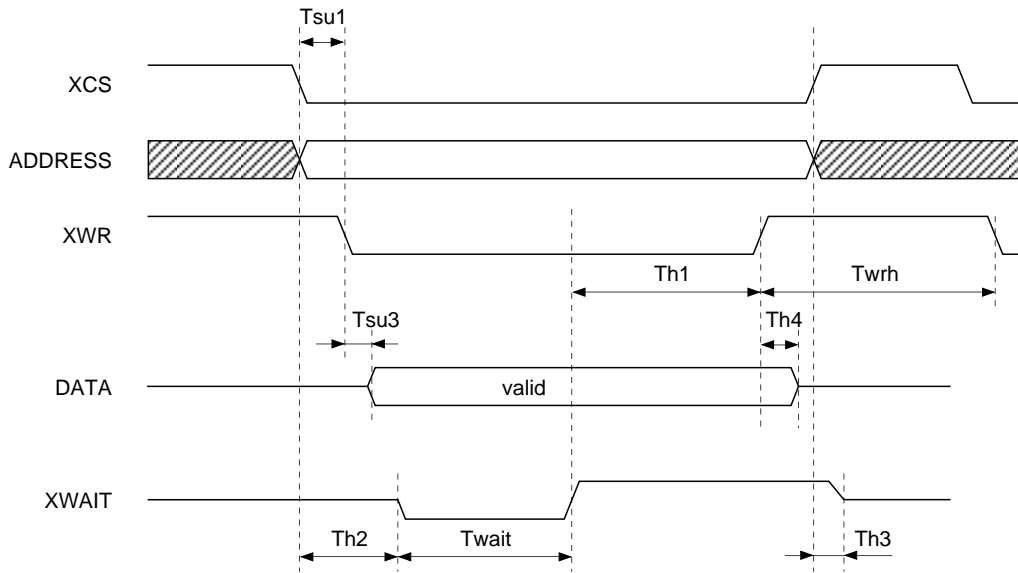 Tsu1
XCS
ADDRESS
XWR
Th1
Twrh
Tsu3
Th4
DATA
valid
XWAIT
Th2
Twait
Th3